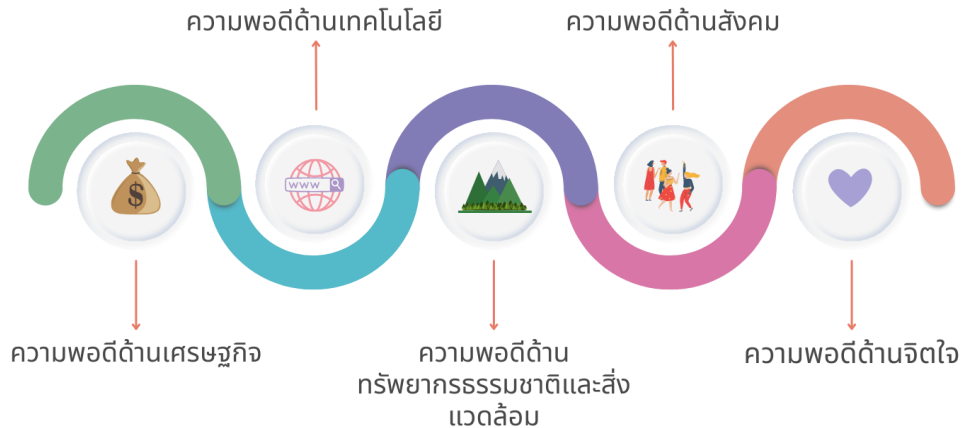 ความพอดีด้านเทคโนโลยี
ความพอดีด้านสังคม
$
www
ความพอดีด้านเศรษฐกิจ
ความพอดีด้าน
ทรัพยากรธรรมชาติและสิ่ง
แวดล้อม
ความพอดีด้านจิตใจ